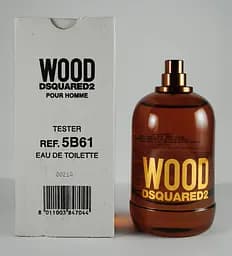 WOOD
DSQUARED2
POUR HOMME
TESTER
REF. 5B61
EAU DE TOILETTE
8 011003 847044
WOOD
DSQUARED2